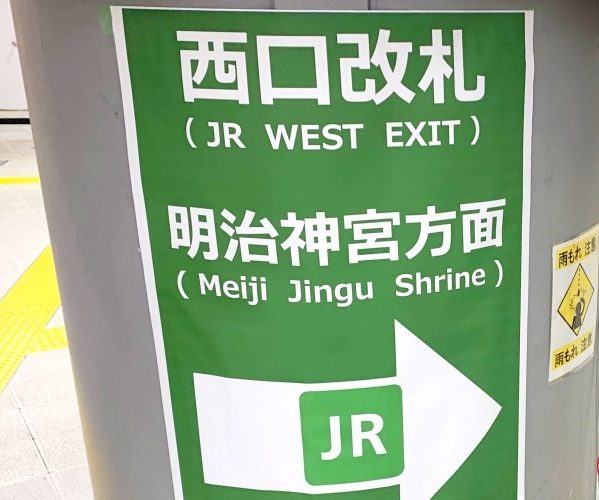 西口改札
( JR WEST EXIT )
明治神宮方面
( Meiji Jingu Shrine )
JR
雨もれ 注意
雨もれ 注意